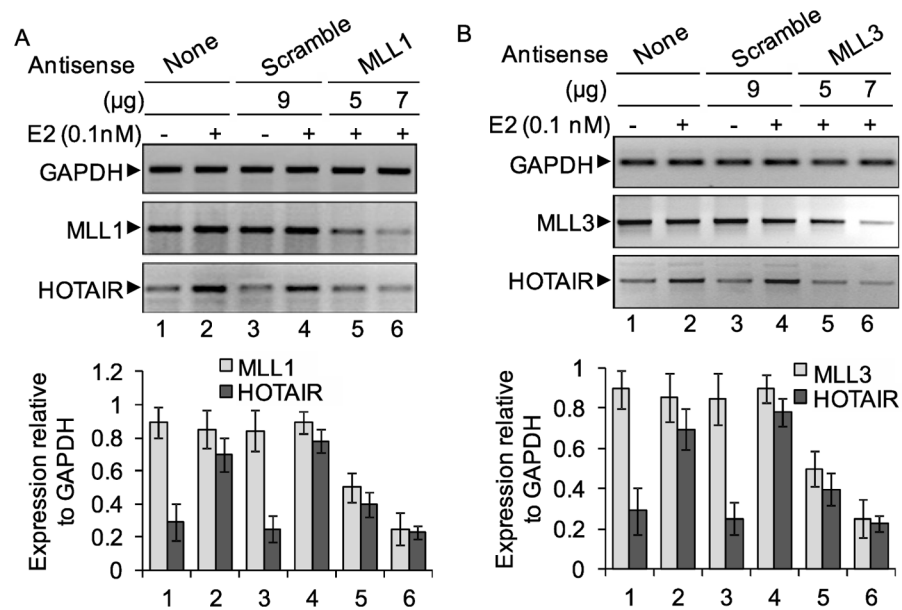 A
Antisense None Scramble MLL1
(µg) 9 5 7
E2 (0.1nM) - + - + + +
GAPDH
MLL1
HOTAIR
1 2 3 4 5 6
MLL1
HOTAIR
Expression relative
to GAPDH
1.2
1
0.8
0.6
0.4
0.2
0
1 2 3 4 5 6
B
Antisense None Scramble MLL3
(µg) 9 5 7
E2 (0.1 nM) - + - + + +
GAPDH
MLL3
HOTAIR
1 2 3 4 5 6
MLL3
HOTAIR
Expression relative
to GAPDH
1
0.8
0.6
0.4
0.2
0
1 2 3 4 5 6